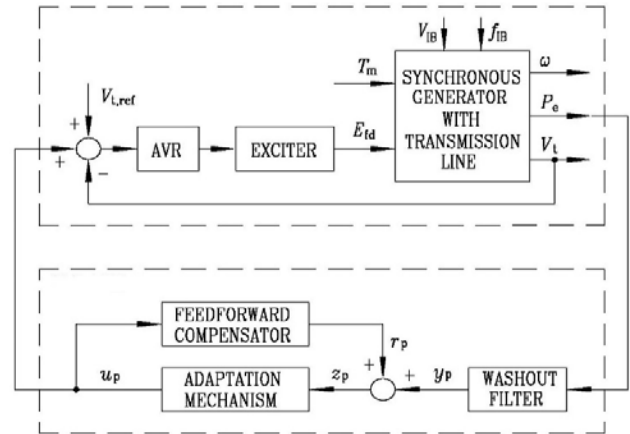 V_IB
f_IB
T_m
SYNCHRONOUS
GENERATOR
WITH
TRANSMISSION
LINE
ω
P_e
V_t
V_t,ref
+
+
−
AVR
EXCITER
E_fd
FEEDFORWARD
COMPENSATOR
r_p
u_p
ADAPTATION
MECHANISM
z_p
+
+
y_p
WASHOUT
FILTER